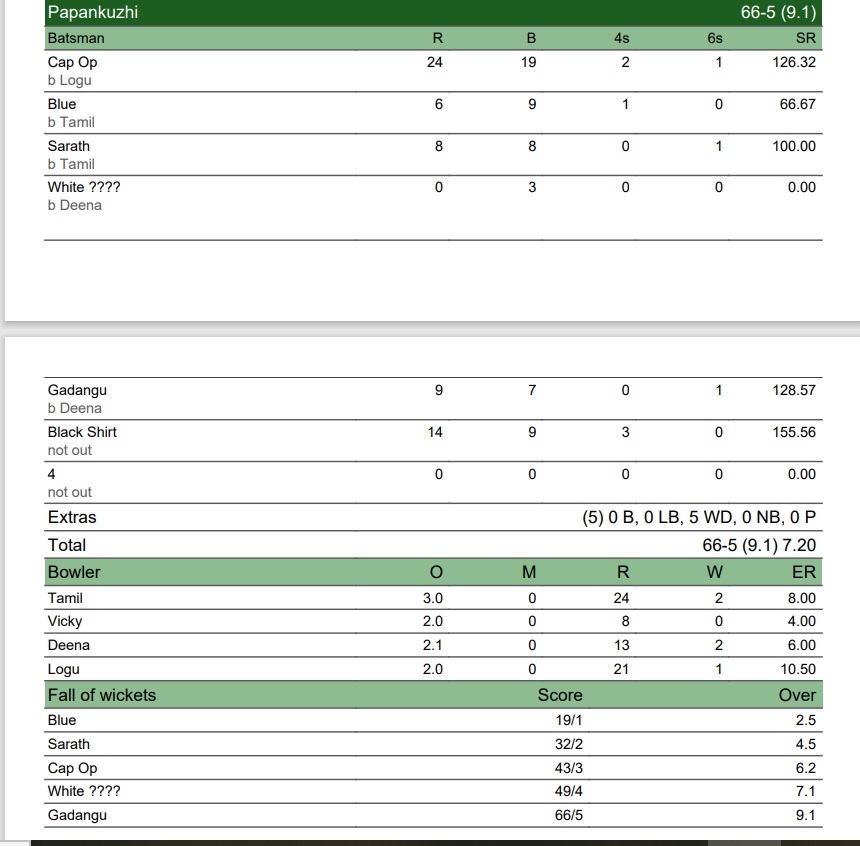 Papankuzhi 66-5 (9.1)
Batsman R B 4s 6s SR
Cap Op 24 19 2 1 126.32
b Logu
Blue 6 9 1 0 66.67
b Tamil
Sarath 8 8 0 1 100.00
b Tamil
White ???? 0 3 0 0 0.00
b Deena
Gadangu 9 7 0 1 128.57
b Deena
Black Shirt 14 9 3 0 155.56
not out
4 0 0 0 0 0.00
not out
Extras (5) 0 B, 0 LB, 5 WD, 0 NB, 0 P
Total 66-5 (9.1) 7.20
Bowler O M R W ER
Tamil 3.0 0 24 2 8.00
Vicky 2.0 0 8 0 4.00
Deena 2.1 0 13 2 6.00
Logu 2.0 0 21 1 10.50
Fall of wickets Score Over
Blue 19/1 2.5
Sarath 32/2 4.5
Cap Op 43/3 6.2
White ???? 49/4 7.1
Gadangu 66/5 9.1